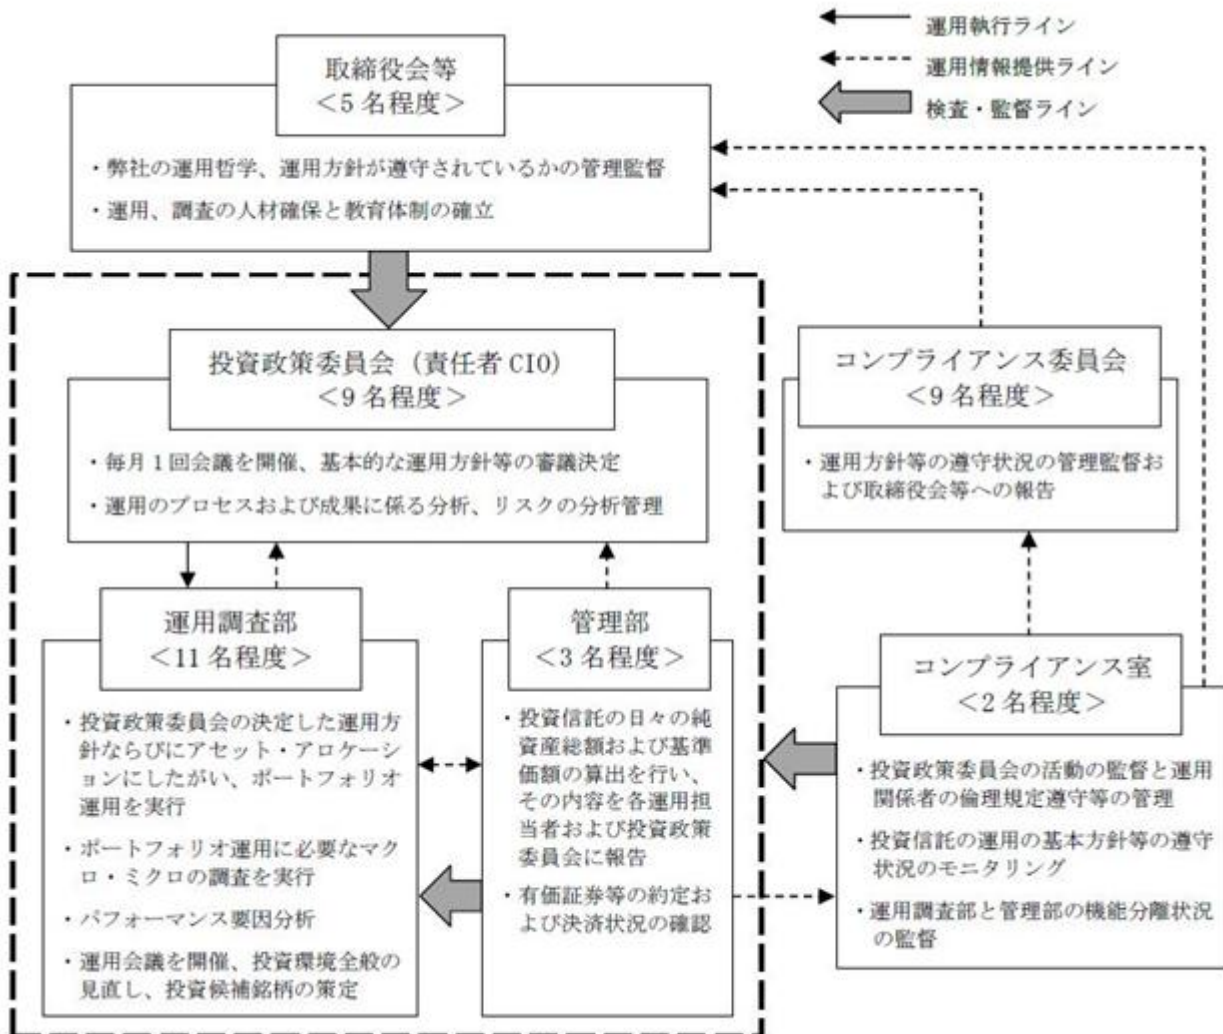 運用執行ライン
運用情報提供ライン
検査・監督ライン
取締役会等
＜5 名程度＞
・弊社の運用哲学、運用方針が遵守されているかの管理監督
・運用、調査の人材確保と教育体制の確立
投資政策委員会（責任者 CIO）
＜9 名程度＞
・毎月 1 回会議を開催、基本的な運用方針等の審議決定
・運用のプロセスおよび成果に係る分析、リスクの分析管理
コンプライアンス委員会
＜9 名程度＞
・運用方針等の遵守状況の管理監督お
よび取締役会等への報告
運用調査部
＜11 名程度＞
・投資政策委員会の決定した運用方
針ならびにアセット・アロケーシ
ョンにしたがい、ポートフォリオ
運用を実行
・ポートフォリオ運用に必要なマク
ロ・ミクロの調査を実行
・パフォーマンス要因分析
・運用会議を開催、投資環境全般の
見直し、投資候補銘柄の策定
管理部
＜3 名程度＞
・投資信託の日々の純
資産総額および基準
価額の算出を行い、
その内容を各運用担
当者および投資政策
委員会に報告
・有価証券等の約定お
よび決済状況の確認
コンプライアンス室
＜2 名程度＞
・投資政策委員会の活動の監督と運用
関係者の倫理規定遵守等の管理
・投資信託の運用の基本方針等の遵守
状況のモニタリング
・運用調査部と管理部の機能分離状況
の監督